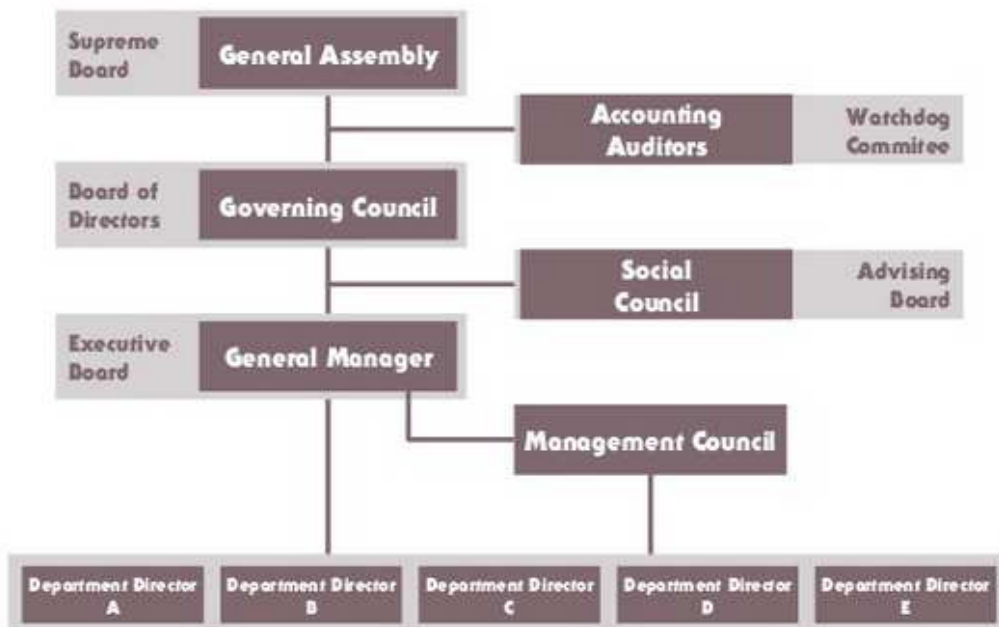 Supreme
Board
General Assembly
Accounting
Auditors
Watchdog
Commitee
Board of
Directors
Governing Council
Social
Council
Advising
Board
Executive
Board
General Manager
Management Council
Department Director
A
Department Director
B
Department Director
C
Department Director
D
Department Director
E